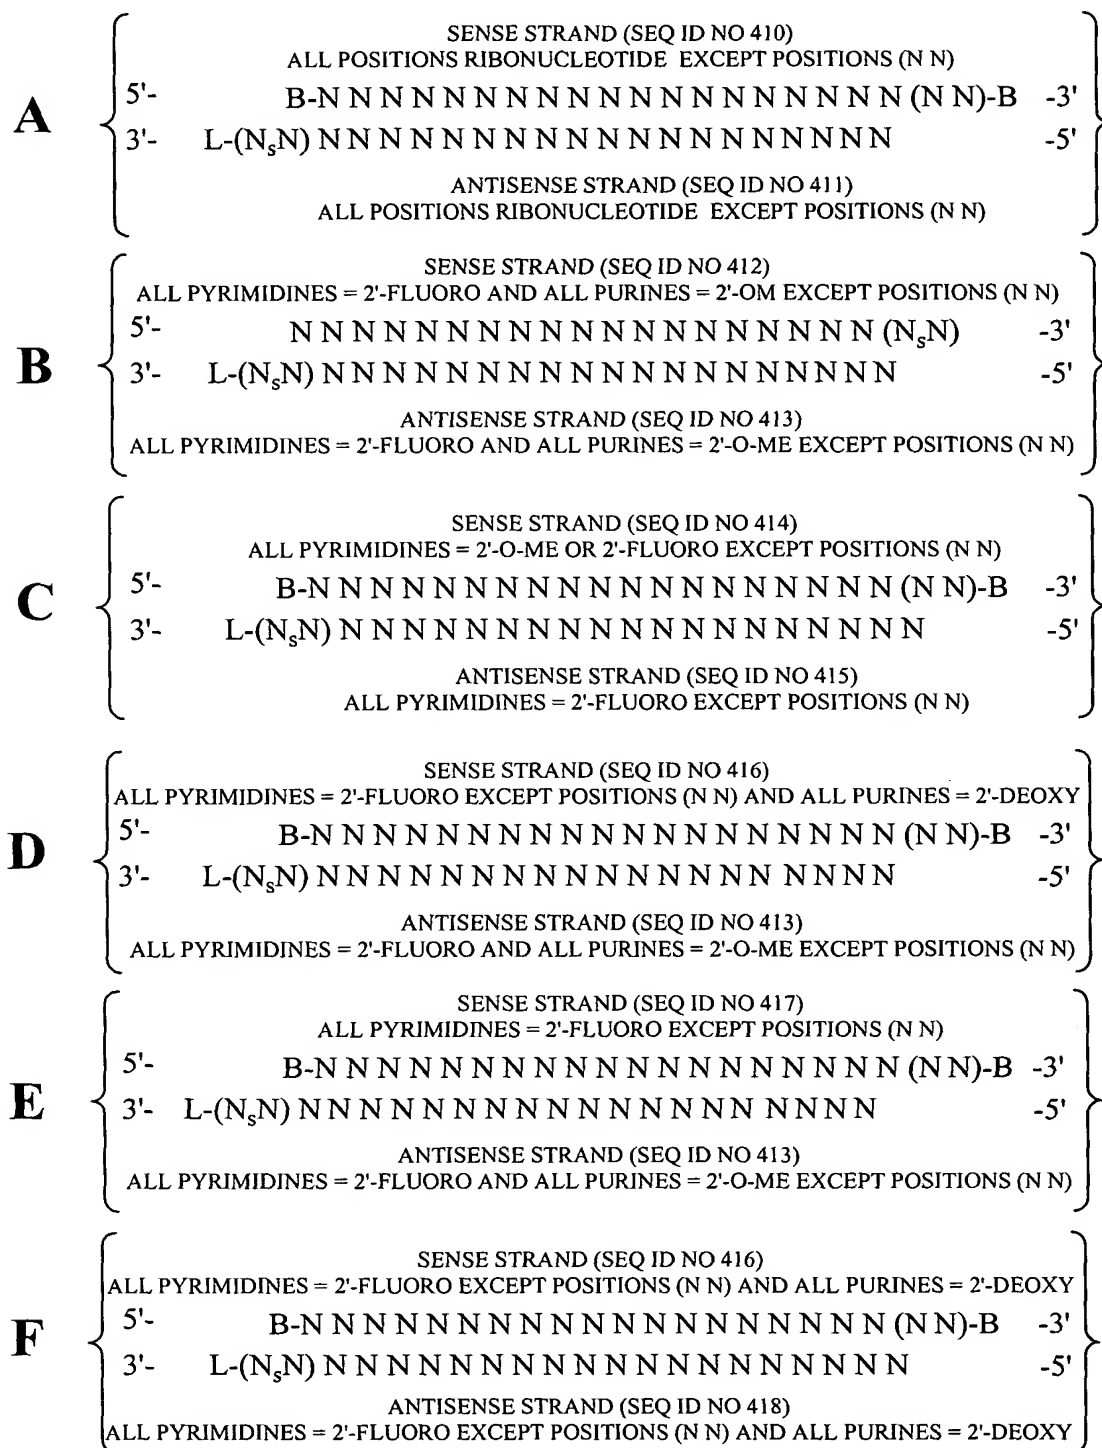 SENSE STRAND (SEQ ID NO 410)
ALL POSITIONS RIBONUCLEOTIDE EXCEPT POSITIONS (N N)
A
5'- B-N N N N N N N N N N N N N N N N N N N (N N)-B -3'
3'- L-(NsN) N N N N N N N N N N N N N N N N N N N -5'
ANTISENSE STRAND (SEQ ID NO 411)
ALL POSITIONS RIBONUCLEOTIDE EXCEPT POSITIONS (N N)
SENSE STRAND (SEQ ID NO 412)
ALL PYRIMIDINES = 2'-FLUORO AND ALL PURINES = 2'-OM EXCEPT POSITIONS (N N)
B
5'- N N N N N N N N N N N N N N N N N N N (NsN) -3'
3'- L-(NsN) N N N N N N N N N N N N N N N N N N N -5'
ANTISENSE STRAND (SEQ ID NO 413)
ALL PYRIMIDINES = 2'-FLUORO AND ALL PURINES = 2'-O-ME EXCEPT POSITIONS (N N)
SENSE STRAND (SEQ ID NO 414)
ALL PYRIMIDINES = 2'-O-ME OR 2'-FLUORO EXCEPT POSITIONS (N N)
C
5'- B-N N N N N N N N N N N N N N N N N N N (N N)-B -3'
3'- L-(NsN) N N N N N N N N N N N N N N N N N N N -5'
ANTISENSE STRAND (SEQ ID NO 415)
ALL PYRIMIDINES = 2'-FLUORO EXCEPT POSITIONS (N N)
SENSE STRAND (SEQ ID NO 416)
ALL PYRIMIDINES = 2'-FLUORO EXCEPT POSITIONS (N N) AND ALL PURINES = 2'-DEOXY
D
5'- B-N N N N N N N N N N N N N N N N N N N (N N)-B -3'
3'- L-(NsN) N N N N N N N N N N N N N N N N N N N -5'
ANTISENSE STRAND (SEQ ID NO 413)
ALL PYRIMIDINES = 2'-FLUORO AND ALL PURINES = 2'-O-ME EXCEPT POSITIONS (N N)
SENSE STRAND (SEQ ID NO 417)
ALL PYRIMIDINES = 2'-FLUORO EXCEPT POSITIONS (N N)
E
5'- B-N N N N N N N N N N N N N N N N N N N (N N)-B -3'
3'- L-(NsN) N N N N N N N N N N N N N N N N N N N -5'
ANTISENSE STRAND (SEQ ID NO 413)
ALL PYRIMIDINES = 2'-FLUORO AND ALL PURINES = 2'-O-ME EXCEPT POSITIONS (N N)
SENSE STRAND (SEQ ID NO 416)
ALL PYRIMIDINES = 2'-FLUORO EXCEPT POSITIONS (N N) AND ALL PURINES = 2'-DEOXY
F
5'- B-N N N N N N N N N N N N N N N N N N N (N N)-B -3'
3'- L-(NsN) N N N N N N N N N N N N N N N N N N N -5'
ANTISENSE STRAND (SEQ ID NO 418)
ALL PYRIMIDINES = 2'-FLUORO EXCEPT POSITIONS (N N) AND ALL PURINES = 2'-DEOXY